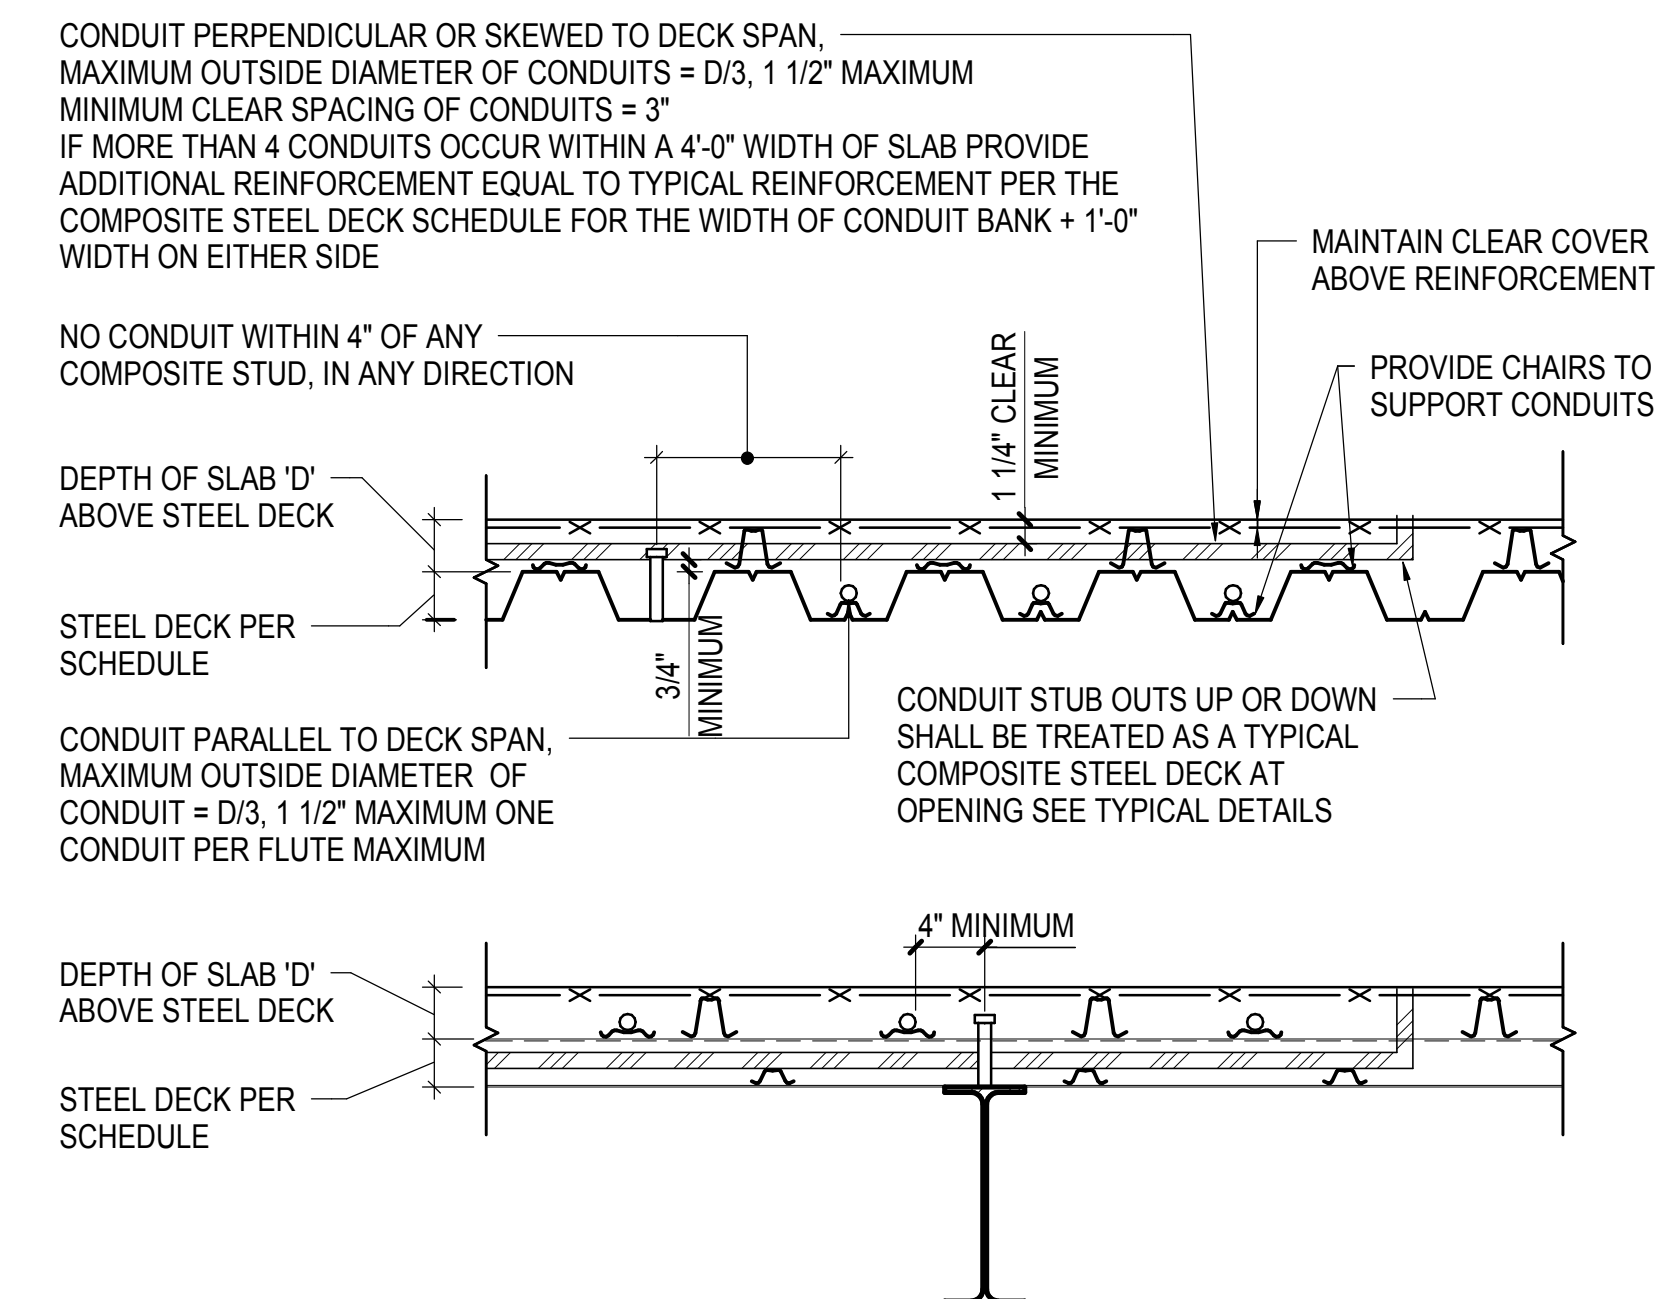 CONDUIT PERPENDICULAR OR SKEWED TO DECK SPAN,
MAXIMUM OUTSIDE DIAMETER OF CONDUITS = D/3, 1 1/2" MAXIMUM
MINIMUM CLEAR SPACING OF CONDUITS = 3"
IF MORE THAN 4 CONDUITS OCCUR WITHIN A 4'-0" WIDTH OF SLAB PROVIDE
ADDITIONAL REINFORCEMENT EQUAL TO TYPICAL REINFORCEMENT PER THE
COMPOSITE STEEL DECK SCHEDULE FOR THE WIDTH OF CONDUIT BANK + 1'-0"
WIDTH ON EITHER SIDE
MAINTAIN CLEAR COVER
ABOVE REINFORCEMENT
NO CONDUIT WITHIN 4" OF ANY
COMPOSITE STUD, IN ANY DIRECTION
1 1/4" CLEAR
MINIMUM
PROVIDE CHAIRS TO
SUPPORT CONDUITS
DEPTH OF SLAB 'D'
ABOVE STEEL DECK
STEEL DECK PER
SCHEDULE
3/4"
MINIMUM
CONDUIT PARALLEL TO DECK SPAN,
MAXIMUM OUTSIDE DIAMETER OF
CONDUIT = D/3, 1 1/2" MAXIMUM ONE
CONDUIT PER FLUTE MAXIMUM
CONDUIT STUB OUTS UP OR DOWN
SHALL BE TREATED AS A TYPICAL
COMPOSITE STEEL DECK AT
OPENING SEE TYPICAL DETAILS
4" MINIMUM
DEPTH OF SLAB 'D'
ABOVE STEEL DECK
STEEL DECK PER
SCHEDULE